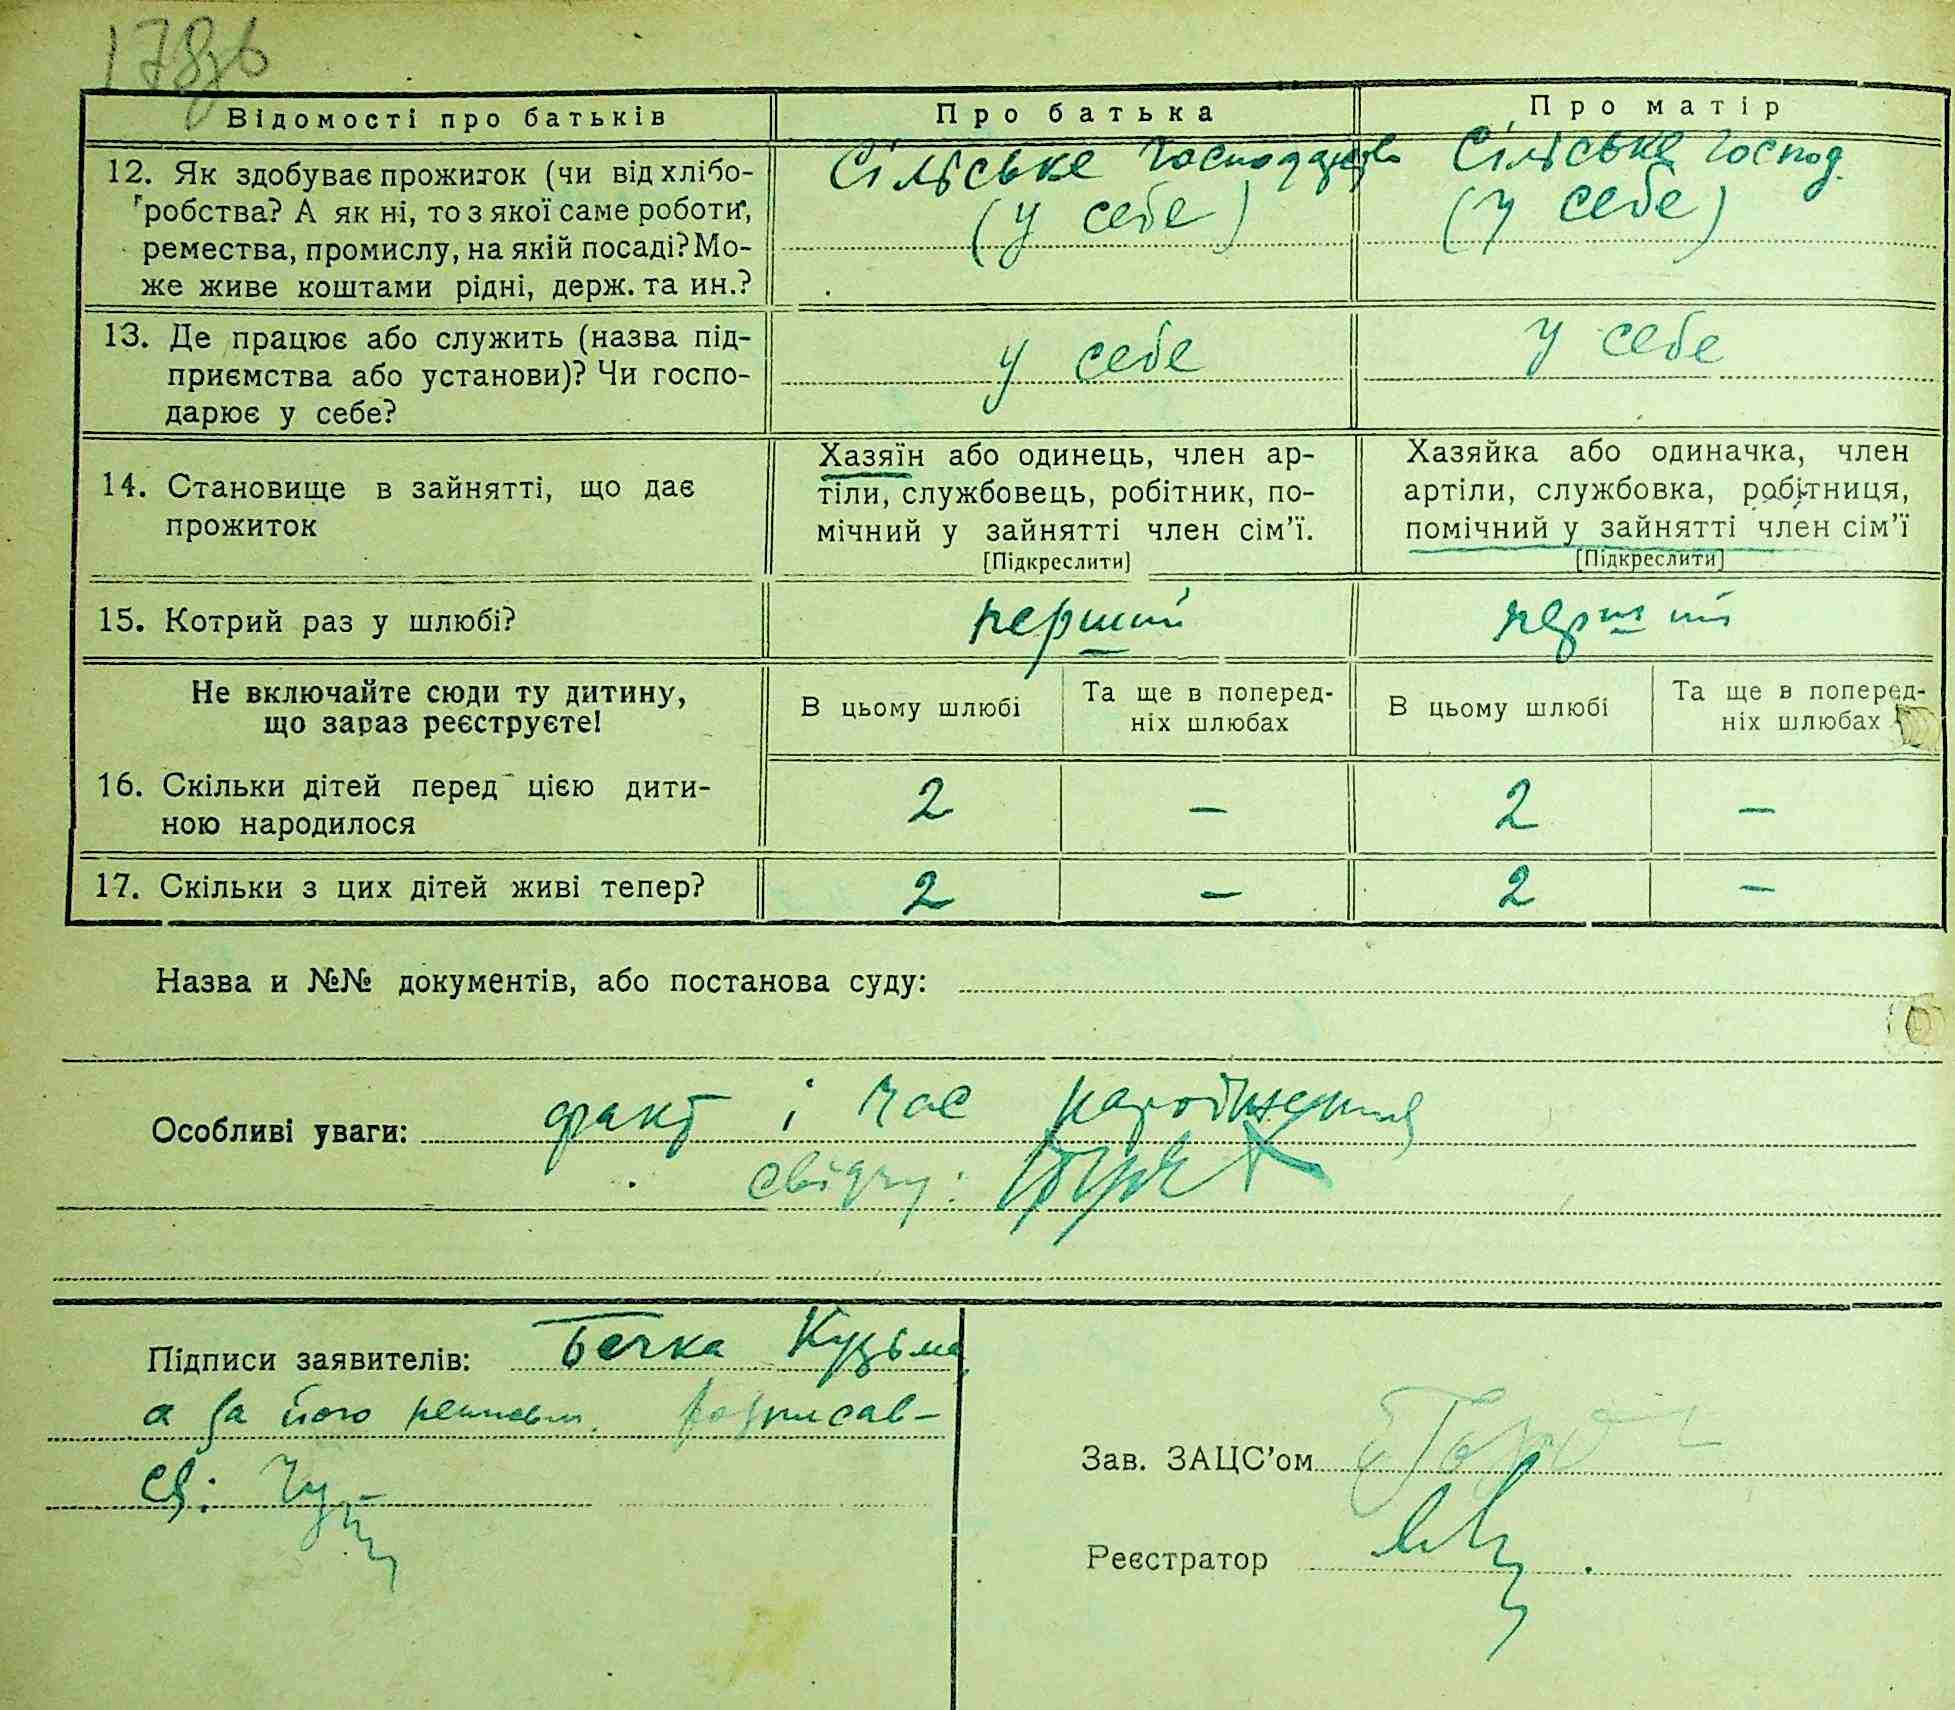 178зв
Відомості про батьків
Про батька
Про матір
12. Як здобуває прожиток (чи від хлібо-
робства? А як ні, то з якої саме роботи,
ремества, промислу, на якій посаді? Мо-
же живе коштами рідні, держ. та ин.?
Сільське господарство
(у себе)
Сільське господ.
(у себе)
13. Де працює або служить (назва під-
приємства або установи)? Чи госпо-
дарює у себе?
у себе
у себе
14. Становище в зайнятті, що дає
прожиток
Хазяїн або одинець, член ар-
тіли, службовець, робітник, по-
мічний у зайнятті член сім'ї.
[Підкреслити]
Хазяйка або одиначка, член
артіли, службовка, робітниця,
помічний у зайнятті член сім'ї
[Підкреслити]
15. Котрий раз у шлюбі?
перший
перший
Не включайте сюди ту дитину,
що зараз реєструєте!
В цьому шлюбі
Та ще в поперед-
ніх шлюбах
В цьому шлюбі
Та ще в поперед-
ніх шлюбах
16. Скільки дітей перед цією дити-
ною народилося
2
–
2
–
17. Скільки з цих дітей живі тепер?
2
–
2
–
Назва и №№ документів, або постанова суду:
Особливі уваги: факт і час народження
свідчу:
Підписи заявителів: Бечка Кузьма
а за його розписав-
ся:
Зав. ЗАЦС'ом
Реєстратор